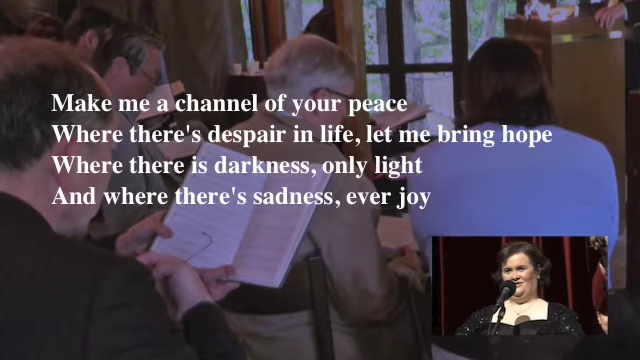 Make me a channel of your peace
Where there's despair in life, let me bring hope
Where there is darkness, only light
And where there's sadness, ever joy